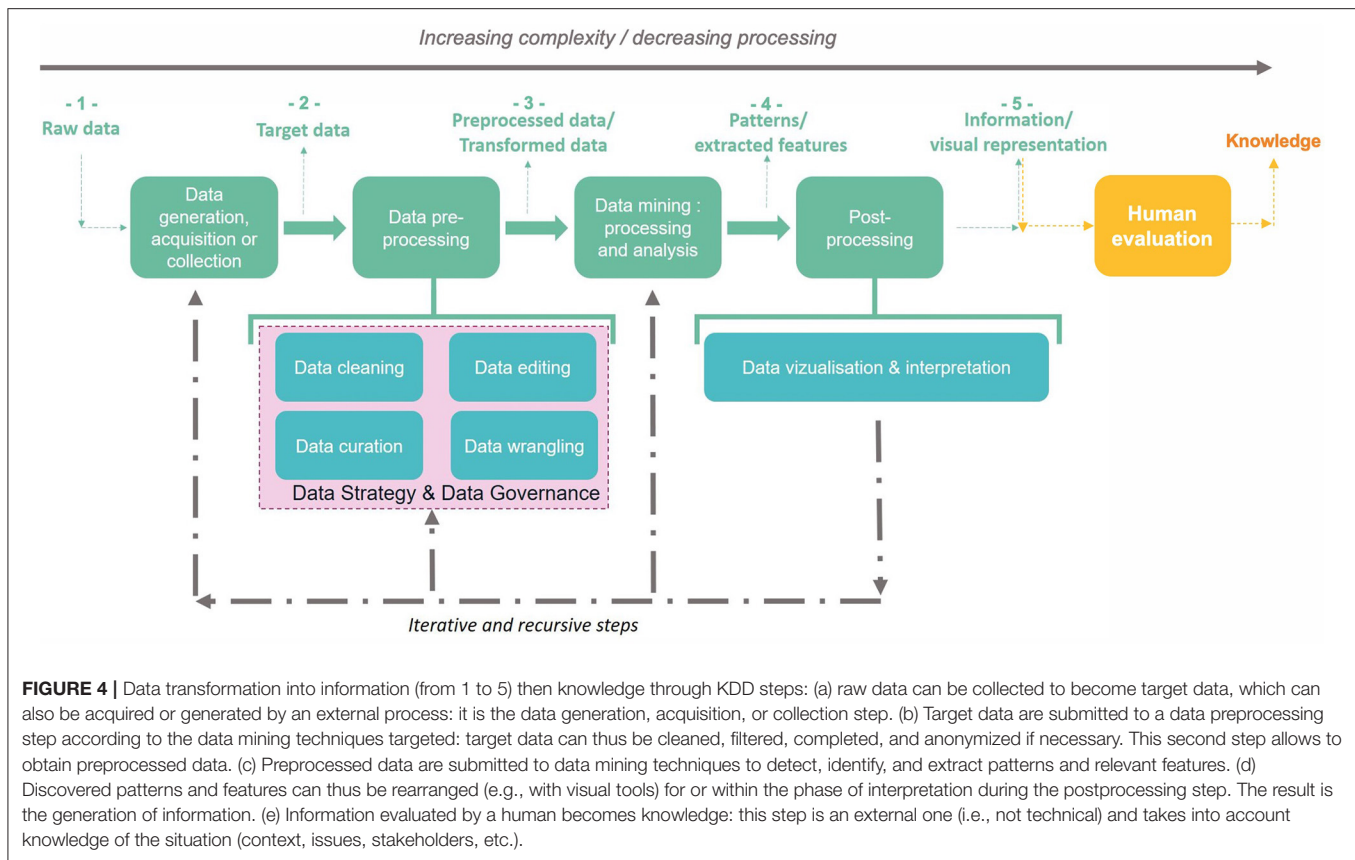 Increasing complexity / decreasing processing
- 1 -
Raw data
- 2 -
Target data
- 3 -
Preprocessed data/
Transformed data
- 4 -
Patterns/
extracted features
- 5 -
Information/
visual representation
Knowledge
Data
generation,
acquisition or
collection
Data pre-
processing
Data mining :
processing
and analysis
Post-
processing
Human
evaluation
Data cleaning
Data editing
Data curation
Data wrangling
Data Strategy & Data Governance
Data vizualisation & interpretation
Iterative and recursive steps
FIGURE 4 | Data transformation into information (from 1 to 5) then knowledge through KDD steps: (a) raw data can be collected to become target data, which can
also be acquired or generated by an external process: it is the data generation, acquisition, or collection step. (b) Target data are submitted to a data preprocessing
step according to the data mining techniques targeted: target data can thus be cleaned, filtered, completed, and anonymized if necessary. This second step allows to
obtain preprocessed data. (c) Preprocessed data are submitted to data mining techniques to detect, identify, and extract patterns and relevant features. (d)
Discovered patterns and features can thus be rearranged (e.g., with visual tools) for or within the phase of interpretation during the postprocessing step. The result is
the generation of information. (e) Information evaluated by a human becomes knowledge: this step is an external one (i.e., not technical) and takes into account
knowledge of the situation (context, issues, stakeholders, etc.).